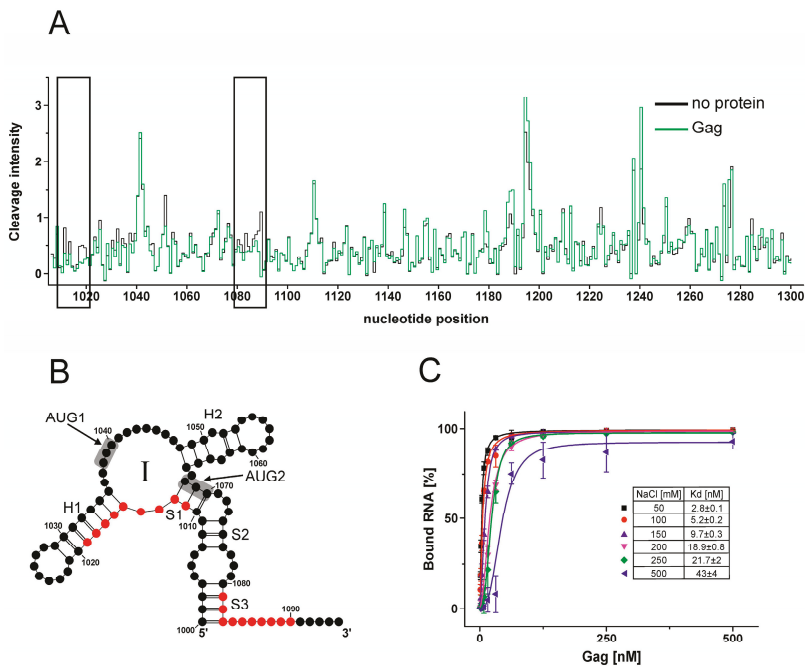 A
Cleavage intensity
3
2
1
0
no protein
Gag
1020 1040 1060 1080 1100 1120 1140 1160 1180 1200 1220 1240 1260 1280 1300
nucleotide position
B
AUG1
1040
I
H2
1050
1060
AUG2
1070
H1
1030
1020
S1
1010
S2
1080
S3
1090
1000
5'
3'
C
Bound RNA [%]
100
50
0
NaCl [mM] Kd [nM]
50 2.8±0.1
100 5.2±0.2
150 9.7±0.3
200 18.9±0.8
250 21.7±2
500 43±4
0 250 500
Gag [nM]